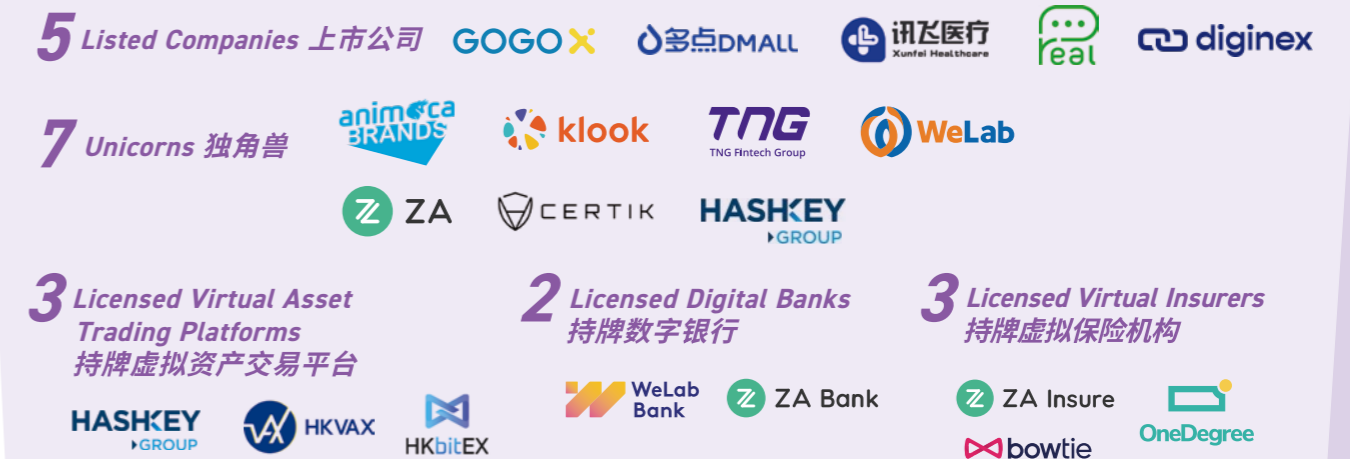 5 Listed Companies 上市公司 GOGOX 多点DMALL 讯飞医疗 Xunfei Healthcare real diginex
7 Unicorns 独角兽 animoca BRANDS klook TNG TNG Fintech Group WeLab
ZA CERTIK HASHKEY GROUP
3 Licensed Virtual Asset
Trading Platforms
持牌虚拟资产交易平台
HASHKEY
GROUP
HKVAX
HKbitEX
2 Licensed Digital Banks
持牌数字银行
WeLab
Bank
ZA Bank
3 Licensed Virtual Insurers
持牌虚拟保险机构
ZA Insure
OneDegree
bowtie